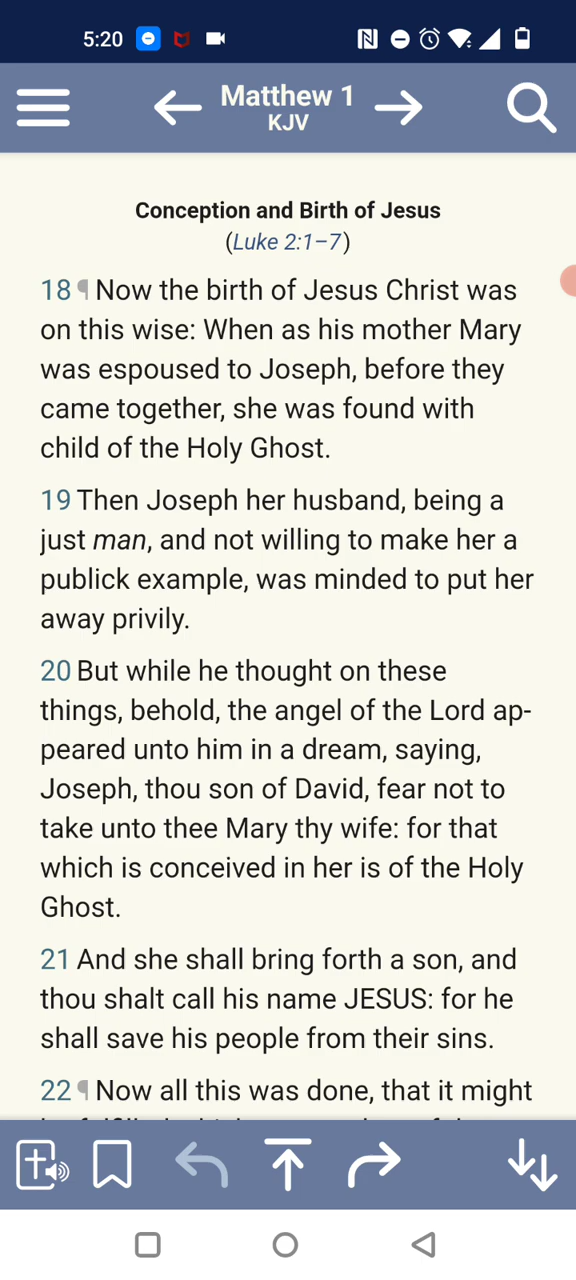 5:20
Matthew 1
KJV
Conception and Birth of Jesus
(Luke 2:1–7)
18 ¶ Now the birth of Jesus Christ was
on this wise: When as his mother Mary
was espoused to Joseph, before they
came together, she was found with
child of the Holy Ghost.
19 Then Joseph her husband, being a
just man, and not willing to make her a
publick example, was minded to put her
away privily.
20 But while he thought on these
things, behold, the angel of the Lord ap-
peared unto him in a dream, saying,
Joseph, thou son of David, fear not to
take unto thee Mary thy wife: for that
which is conceived in her is of the Holy
Ghost.
21 And she shall bring forth a son, and
thou shalt call his name JESUS: for he
shall save his people from their sins.
22 ¶ Now all this was done, that it might